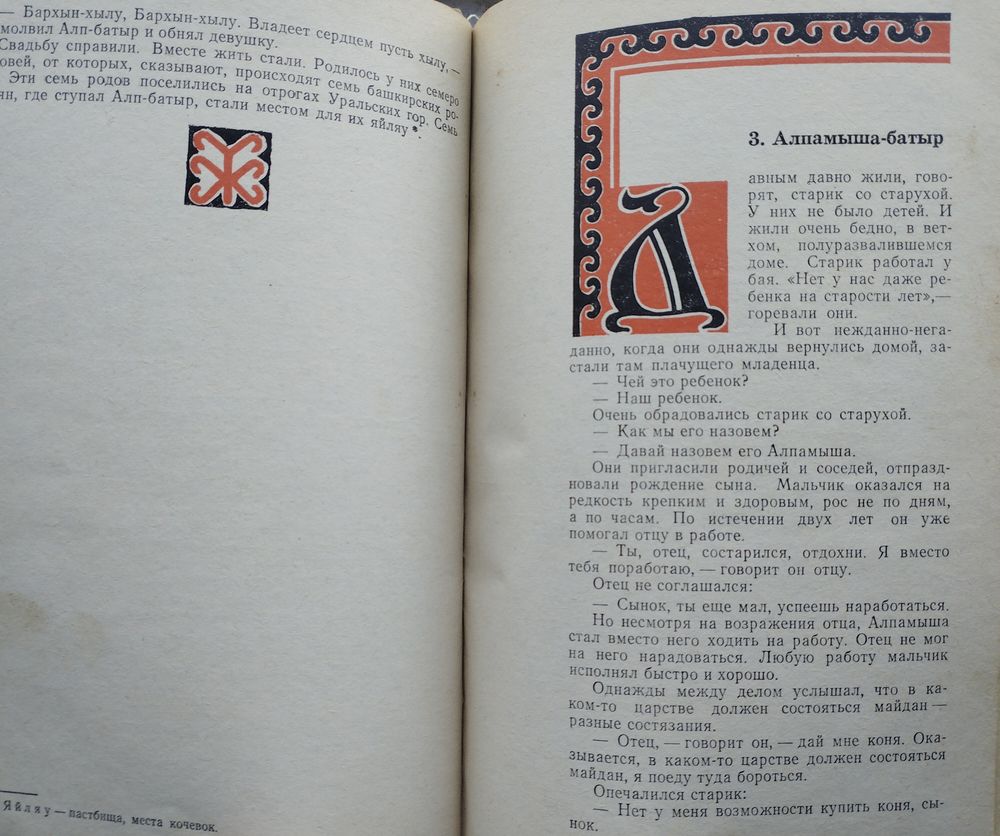 — Бархын-хылу, Бархын-хылу. Владеет сердцем пусть хылу,—
молвил Алп-батыр и обнял девушку.
Свадьбу справили. Вместе жить стали. Родилось у них семеро
овей, от которых, сказывают, происходят семь башкирских ро-
Эти семь родов поселились на отрогах Уральских гор. Семь
ян, где ступал Алп-батыр, стали местом для их яйляу*.
Яйляу — пастбища, места кочевок.
3. Алпамыша-батыр
Давным давно жили, гово-
рят, старик со старухой.
У них не было детей. И
жили очень бедно, в вет-
хом, полуразвалившемся
доме. Старик работал у
бая. «Нет у нас даже ре-
бенка на старости лет»,—
горевали они.
И вот нежданно-нега-
данно, когда они однажды вернулись домой, за-
стали там плачущего младенца.
— Чей это ребенок?
— Наш ребенок.
Очень обрадовались старик со старухой.
— Как мы его назовем?
— Давай назовем его Алпамыша.
Они пригласили родичей и соседей, отпразд-
новали рождение сына. Мальчик оказался на
редкость крепким и здоровым, рос не по дням,
а по часам. По истечении двух лет он уже
помогал отцу в работе.
— Ты, отец, состарился, отдохни. Я вместо
тебя поработаю, — говорит он отцу.
Отец не соглашался:
— Сынок, ты еще мал, успеешь наработаться.
Но несмотря на возражения отца, Алпамыша
стал вместо него ходить на работу. Отец не мог
на него нарадоваться. Любую работу мальчик
исполнял быстро и хорошо.
Однажды между делом услышал, что в ка-
ком-то царстве должен состояться майдан —
разные состязания.
— Отец, — говорит он, — дай мне коня. Ока-
зывается, в каком-то царстве должен состояться
майдан, я поеду туда бороться.
Опечалился старик:
— Нет у меня возможности купить коня, сы-
нок.